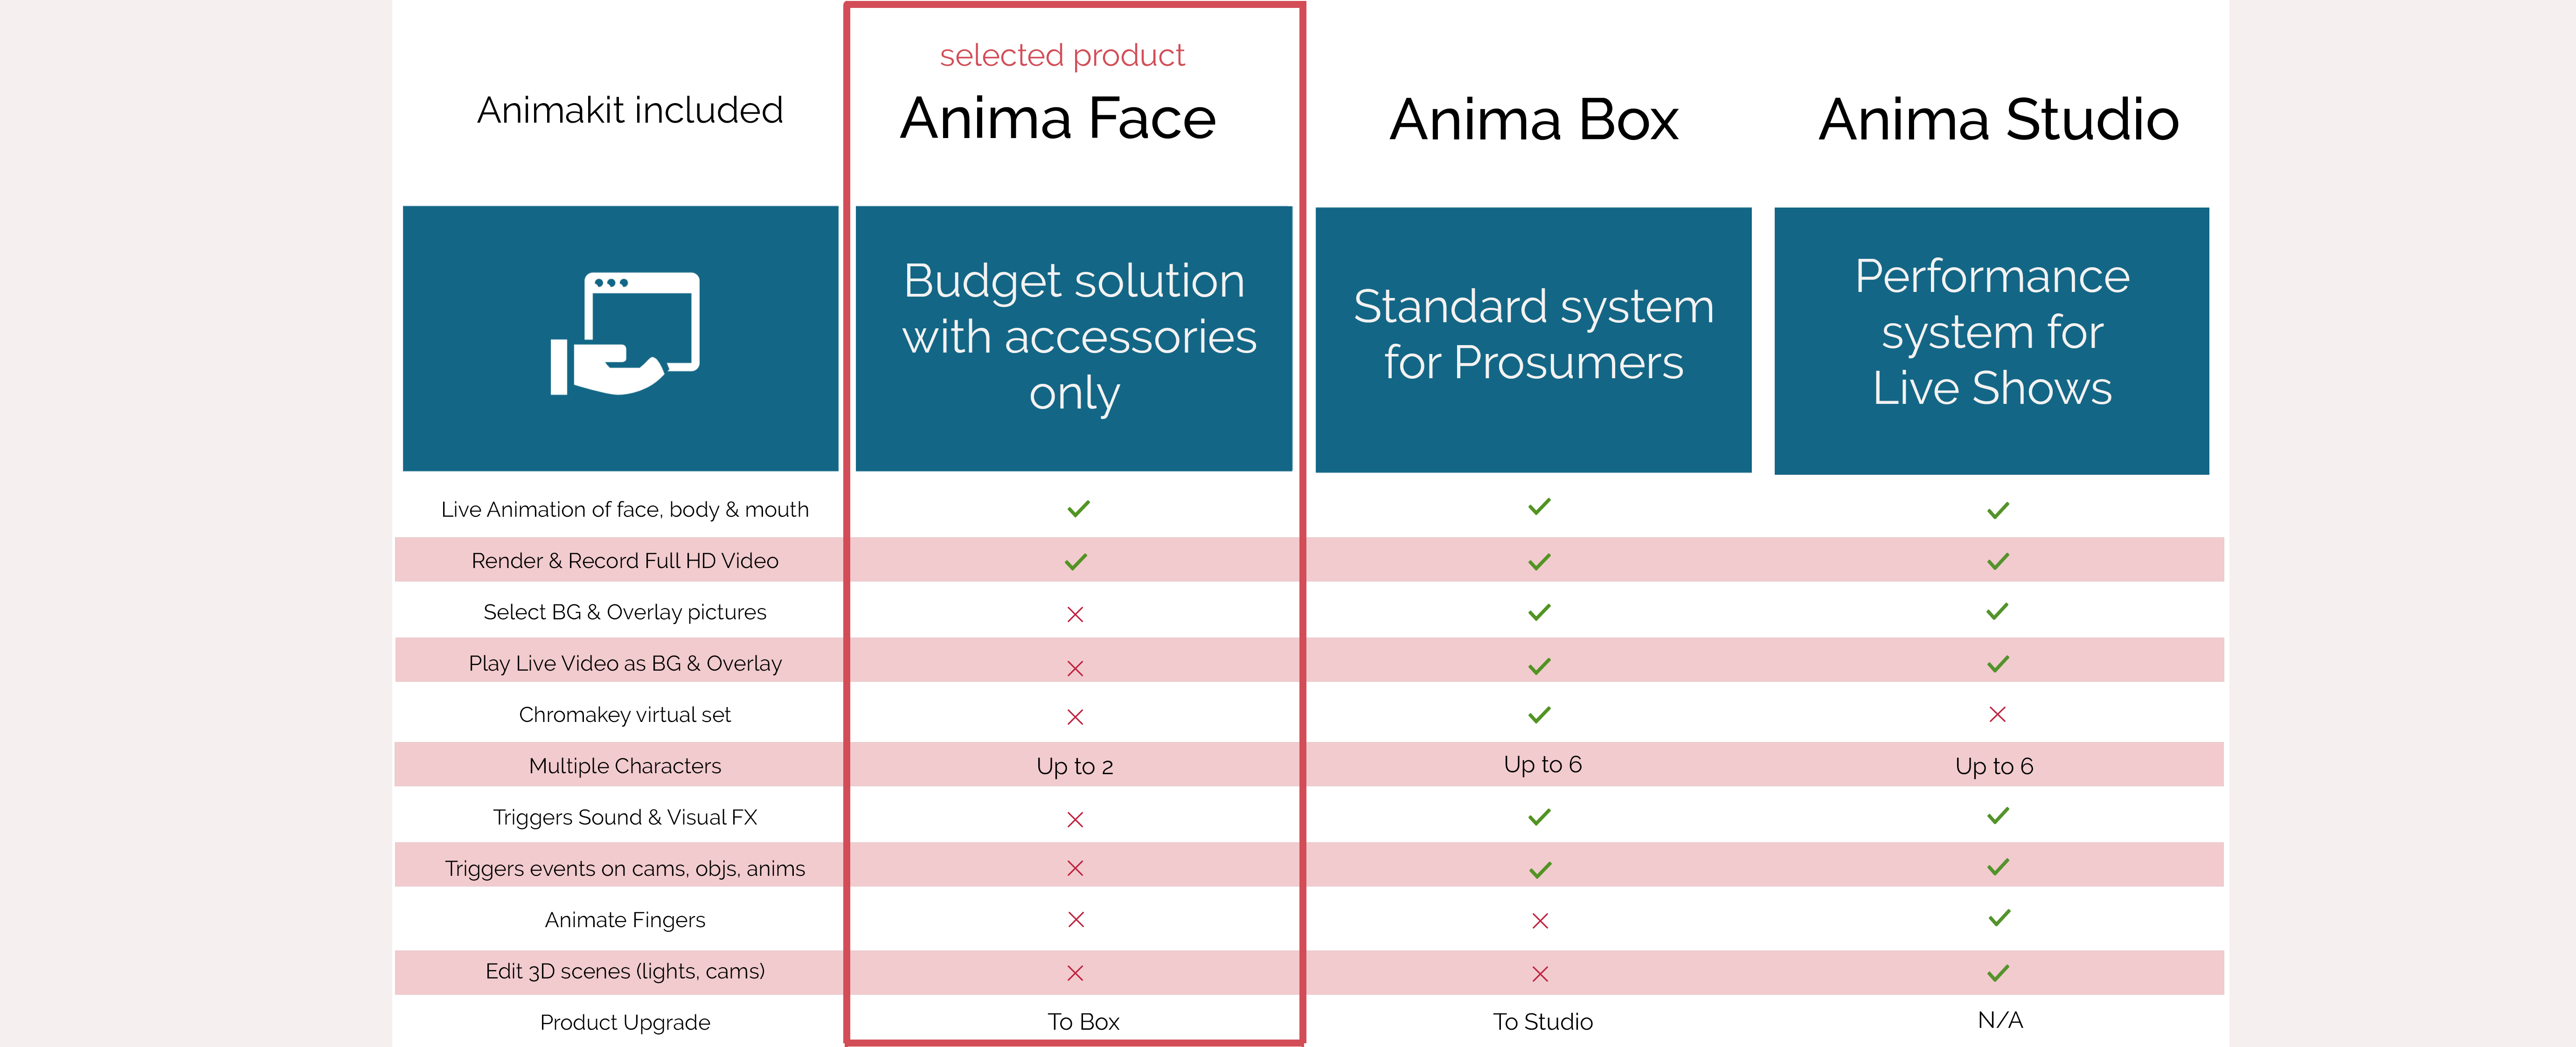 selected product
Animakit included
Anima Face
Anima Box
Anima Studio
Budget solution
with accessories
only
Standard system
for Prosumers
Performance
system for
Live Shows
Live Animation of face, body & mouth
Render & Record Full HD Video
Select BG & Overlay pictures
Play Live Video as BG & Overlay
Chromakey virtual set
Multiple Characters Up to 2 Up to 6 Up to 6
Triggers Sound & Visual FX
Triggers events on cams, objs, anims
Animate Fingers
Edit 3D scenes (lights, cams)
Product Upgrade To Box To Studio N/A